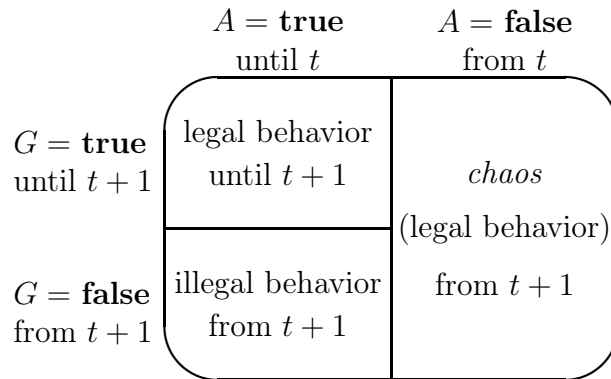 A = true
until t
A = false
from t
G = true
until t + 1
legal behavior
until t + 1
chaos
(legal behavior)
from t + 1
G = false
from t + 1
illegal behavior
from t + 1